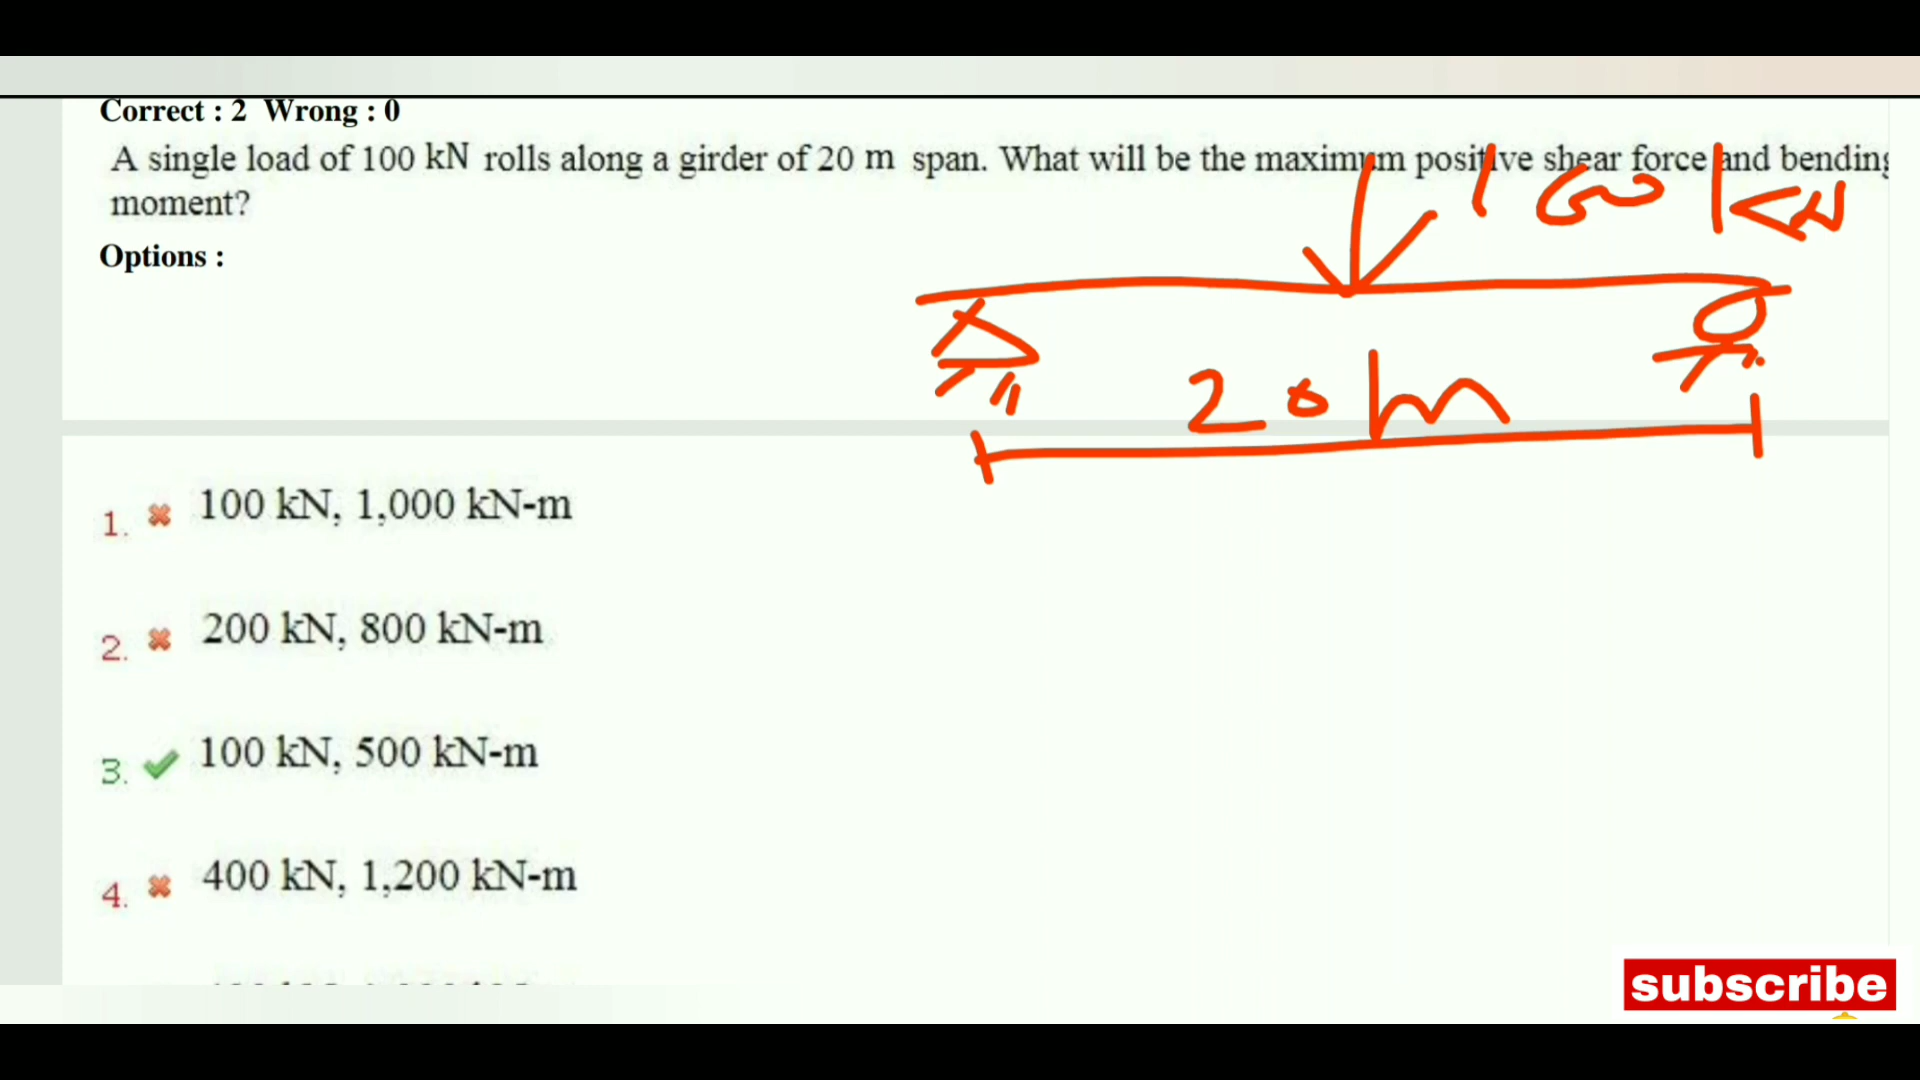 Correct : 2 Wrong : 0
A single load of 100 kN rolls along a girder of 20 m span. What will be the maximum positive shear force and bending
moment?
100 kN
Options :
20m
1. 100 kN, 1,000 kN-m
2. 200 kN, 800 kN-m
3. 100 kN, 500 kN-m
4. 400 kN, 1,200 kN-m
subscribe